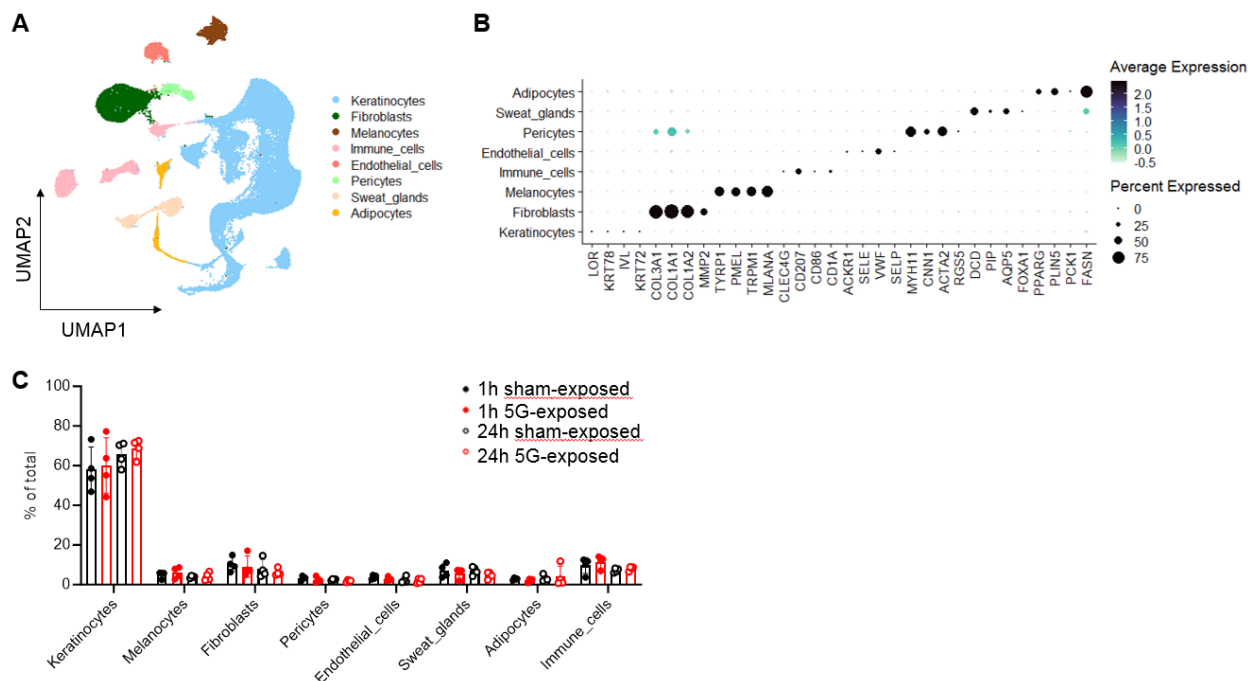 A
Keratinocytes
Fibroblasts
Melanocytes
Immune_cells
Endothelial_cells
Pericytes
Sweat_glands
Adipocytes
UMAP2
UMAP1
B
Adipocytes
Sweat_glands
Pericytes
Endothelial_cells
Immune_cells
Melanocytes
Fibroblasts
Keratinocytes
LOR
KRT78
IVL
KRT72
COL3A1
COL1A1
COL1A2
MMP2
TYRP1
PMEL
TRPM1
MLANA
CLEC4G
CD207
CD86
CD1A
ACKR1
SELE
VWF
SELP
MYH11
CNN1
ACTA2
RGS5
DCD
PIP
AQP5
FOXA1
PPARG
PLIN5
PCK1
FASN
Average Expression
2.0
1.5
1.0
0.5
0.0
-0.5
Percent Expressed
0
25
50
75
C
% of total
100
80
60
40
20
0
1h sham-exposed
1h 5G-exposed
24h sham-exposed
24h 5G-exposed
Keratinocytes
Melanocytes
Fibroblasts
Pericytes
Endothelial_cells
Sweat_glands
Adipocytes
Immune_cells